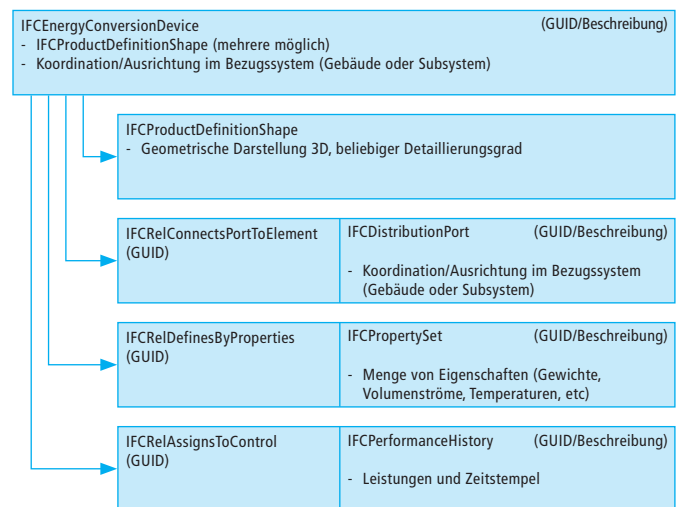 IFCEnergyConversionDevice (GUID/Beschreibung)
- IFCProductDefinitionShape (mehrere möglich)
- Koordination/Ausrichtung im Bezugssystem (Gebäude oder Subsystem)
IFCProductDefinitionShape
- Geometrische Darstellung 3D, beliebiger Detaillierungsgrad
IFCRelConnectsPortToElement
(GUID)
IFCDistributionPort (GUID/Beschreibung)
- Koordination/Ausrichtung im Bezugssystem
(Gebäude oder Subsystem)
IFCRelDefinesByProperties
(GUID)
IFCPropertySet (GUID/Beschreibung)
- Menge von Eigenschaften (Gewichte,
Volumenströme, Temperaturen, etc)
IFCRelAssignsToControl
(GUID)
IFCPerformanceHistory (GUID/Beschreibung)
- Leistungen und Zeitstempel